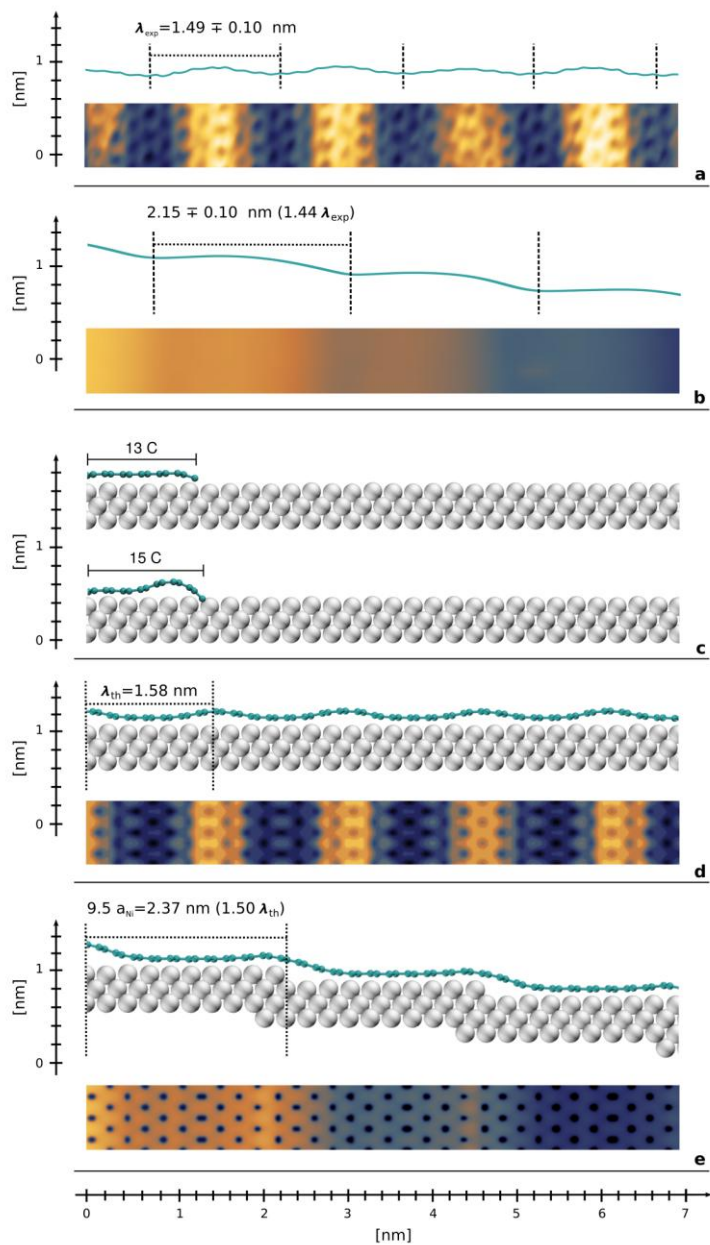 λexp=1.49 ∓ 0.10 nm
1
[nm]
0
a
2.15 ∓ 0.10 nm (1.44 λexp)
1
[nm]
0
b
13 C
1
[nm]
15 C
0
c
λth=1.58 nm
1
[nm]
0
d
9.5 aNi=2.37 nm (1.50 λth)
1
[nm]
0
e
0 1 2 3 4 5 6 7
[nm]